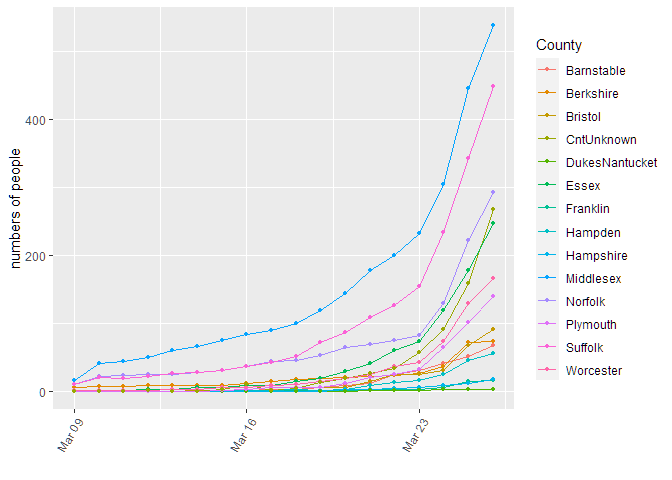 numbers of people
400
200
0
Mar 09
Mar 16
Mar 23
County
Barnstable
Berkshire
Bristol
CntUnknown
DukesNantucket
Essex
Franklin
Hampden
Hampshire
Middlesex
Norfolk
Plymouth
Suffolk
Worcester